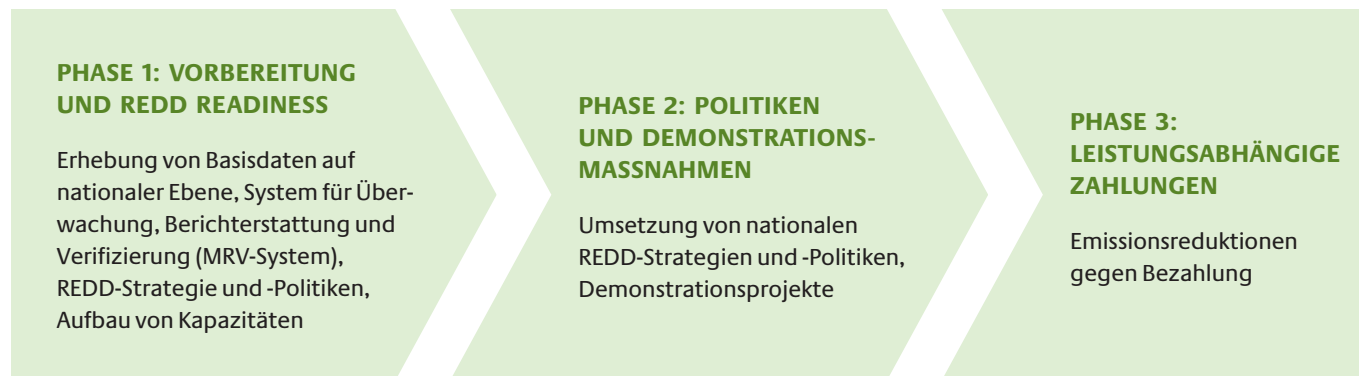 PHASE 1: VORBEREITUNG
UND REDD READINESS
Erhebung von Basisdaten auf
nationaler Ebene, System für Über-
wachung, Berichterstattung und
Verifizierung (MRV-System),
REDD-Strategie und -Politiken,
Aufbau von Kapazitäten
PHASE 2: POLITIKEN
UND DEMONSTRATIONS-
MASSNAHMEN
Umsetzung von nationalen
REDD-Strategien und -Politiken,
Demonstrationsprojekte
PHASE 3:
LEISTUNGSABHÄNGIGE
ZAHLUNGEN
Emissionsreduktionen
gegen Bezahlung